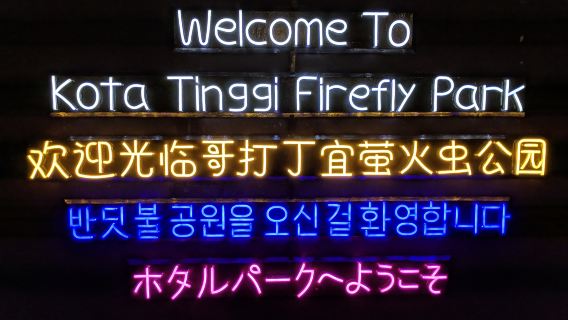 Welcome To
Kota Tinggi Firefly Park
欢迎光临哥打丁宜萤火虫公园
반딧불 공원을 오신걸 환영합니다
ホタルパークへようこそ